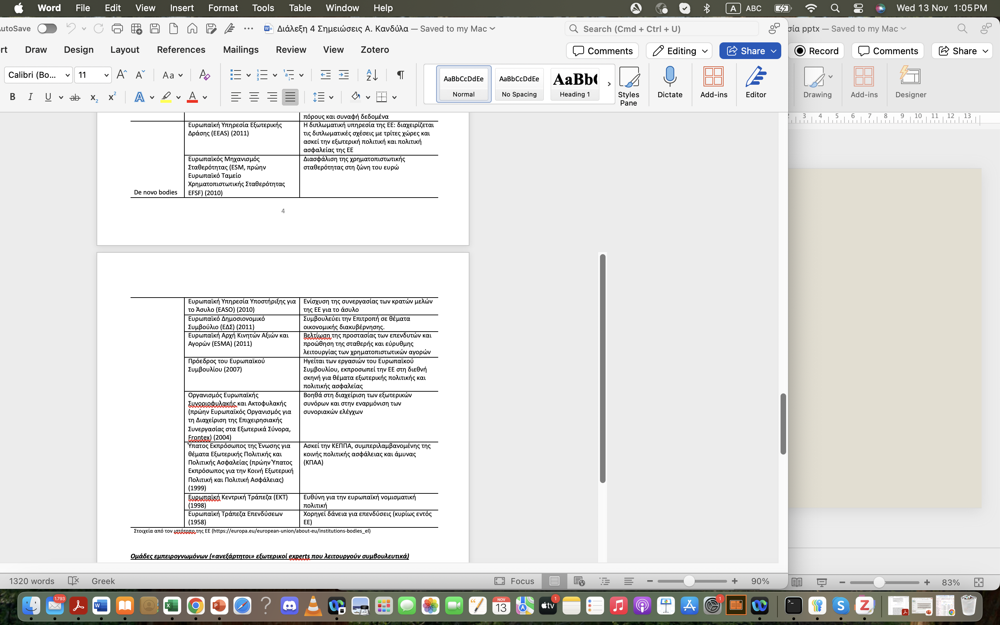 Word File Edit View Insert Format Tools Table Window Help
A ABC Wed 13 Nov 1:05 PM
utoSave
Διάλεξη 4 Σημειώσεις Α. Κανδύλα — Saved to my Mac
Search (Cmd + Ctrl + U)
σία pptx — Saved to my Mac
rt Draw Design Layout References Mailings Review View Zotero
Comments Editing Share
Record Comments Share
Calibri (Bo... 11
AaBbCcDdEe AaBbCcDdEe AaBb(
Normal No Spacing Heading 1
Styles Pane
Dictate Add-ins Editor
Drawing Add-ins Designer
3 4 5 6 7 8 9 10 11 12 13
πόρους και συναφή δεδομένα
Ευρωπαϊκή Υπηρεσία Εξωτερικής
Δράσης (EEAS) (2011)
Η διπλωματική υπηρεσία της ΕΕ: διαχειρίζεται
τις διπλωματικές σχέσεις με τρίτες χώρες και
ασκεί την εξωτερική πολιτική και πολιτική
ασφαλείας της ΕΕ
De novo bodies
Ευρωπαϊκός Μηχανισμός
Σταθερότητας (ESM, πρώην
Ευρωπαϊκό Ταμείο
Χρηματοπιστωτικής Σταθερότητας
EFSF) (2010)
Διασφάλιση της χρηματοπιστωτικής
σταθερότητας στη ζώνη του ευρώ
4
Ευρωπαϊκή Υπηρεσία Υποστήριξης για
το Άσυλο (EASO) (2010)
Ενίσχυση της συνεργασίας των κρατών μελών
της ΕΕ για το άσυλο
Ευρωπαϊκό Δημοσιονομικό
Συμβούλιο (ΕΔΣ) (2011)
Συμβουλεύει την Επιτροπή σε θέματα
οικονομικής διακυβέρνησης.
Ευρωπαϊκή Αρχή Κινητών Αξιών και
Αγορών (ESMA) (2011)
Βελτίωση της προστασίας των επενδυτών και
προώθηση της σταθερής και εύρυθμης
λειτουργίας των χρηματοπιστωτικών αγορών
Πρόεδρος του Ευρωπαϊκού
Συμβουλίου (2007)
Ηγείται των εργασιών του Ευρωπαϊκού
Συμβουλίου, εκπροσωπεί την ΕΕ στη διεθνή
σκηνή για θέματα εξωτερικής πολιτικής και
πολιτικής ασφαλείας
Οργανισμός Ευρωπαϊκής
Συνοριοφυλακής και Ακτοφυλακής
(πρώην Ευρωπαϊκός Οργανισμός για
τη Διαχείριση της Επιχειρησιακής
Συνεργασίας στα Εξωτερικά Σύνορα,
Frontex) (2004)
Βοηθά στη διαχείριση των εξωτερικών
συνόρων και στην εναρμόνιση των
συνοριακών ελέγχων
Ύπατος Εκπρόσωπος της Ένωσης για
θέματα Εξωτερικής Πολιτικής και
Πολιτικής Ασφαλείας (πρώην Ύπατος
Εκπρόσωπος για την Κοινή Εξωτερική
Πολιτική και Πολιτική Ασφάλειας)
(1999)
Ασκεί την ΚΕΠΠΑ, συμπεριλαμβανομένης της
κοινής πολιτικής ασφάλειας και άμυνας
(ΚΠΑΑ)
Ευρωπαϊκή Κεντρική Τράπεζα (ΕΚΤ)
(1998)
Ευθύνη για την ευρωπαϊκή νομισματική
πολιτική
Ευρωπαϊκή Τράπεζα Επενδύσεων
(1958)
Χορηγεί δάνεια για επενδύσεις (κυρίως εντός
ΕΕ)
Στοιχεία από τον ιστότοπο της ΕΕ (https://europa.eu/european-union/about-eu/institutions-bodies_el)
Ομάδες εμπειρογνωμόνων («ανεξάρτητοι» εξωτερικοί experts που λειτουργούν συμβουλευτικά)
1320 words Greek Focus 90% 83%
1.793
NOV
13
tv
1
1